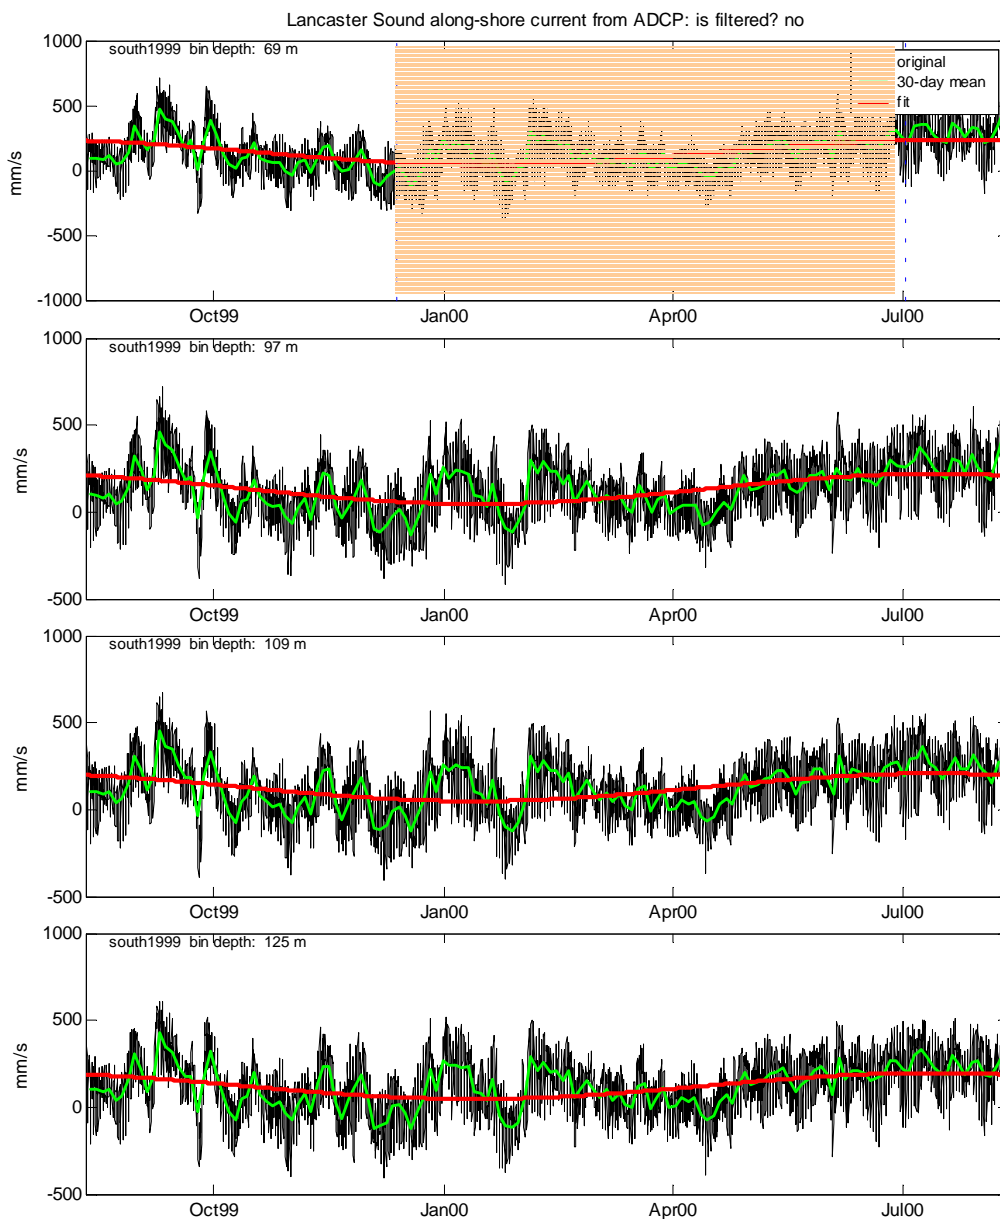 Lancaster Sound along-shore current from ADCP: is filtered? no
south1999 bin depth: 69 m
original
30-day mean
fit
1000
500
0
-500
-1000
mm/s
Oct99 Jan00 Apr00 Jul00
south1999 bin depth: 97 m
1000
500
0
-500
mm/s
Oct99 Jan00 Apr00 Jul00
south1999 bin depth: 109 m
1000
500
0
-500
mm/s
Oct99 Jan00 Apr00 Jul00
south1999 bin depth: 125 m
1000
500
0
-500
mm/s
Oct99 Jan00 Apr00 Jul00